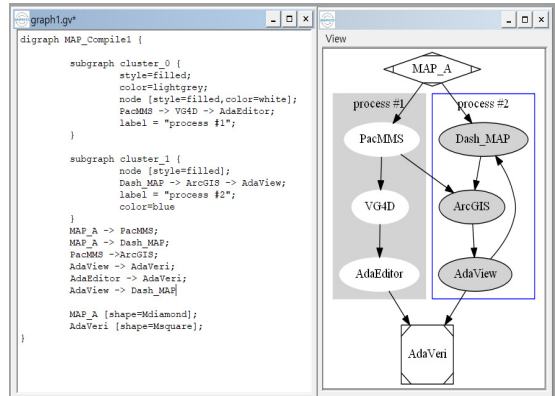 graph1.gv*
digraph MAP_Compile1 {
subgraph cluster_0 {
style=filled;
color=lightgrey;
node [style=filled,color=white];
PacMMS -> VG4D -> AdaEditor;
label = "process #1";
}
subgraph cluster_1 {
node [style=filled];
Dash_MAP -> ArcGIS -> AdaView;
label = "process #2";
color=blue
}
MAP_A -> PacMMS;
MAP_A -> Dash_MAP;
PacMMS ->ArcGIS;
AdaView -> AdaVeri;
AdaEditor -> AdaVeri;
AdaView -> Dash_MAP
MAP_A [shape=Mdiamond];
AdaVeri [shape=Msquare];
}
View
MAP_A
process #1
process #2
PacMMS
Dash_MAP
VG4D
ArcGIS
AdaEditor
AdaView
AdaVeri